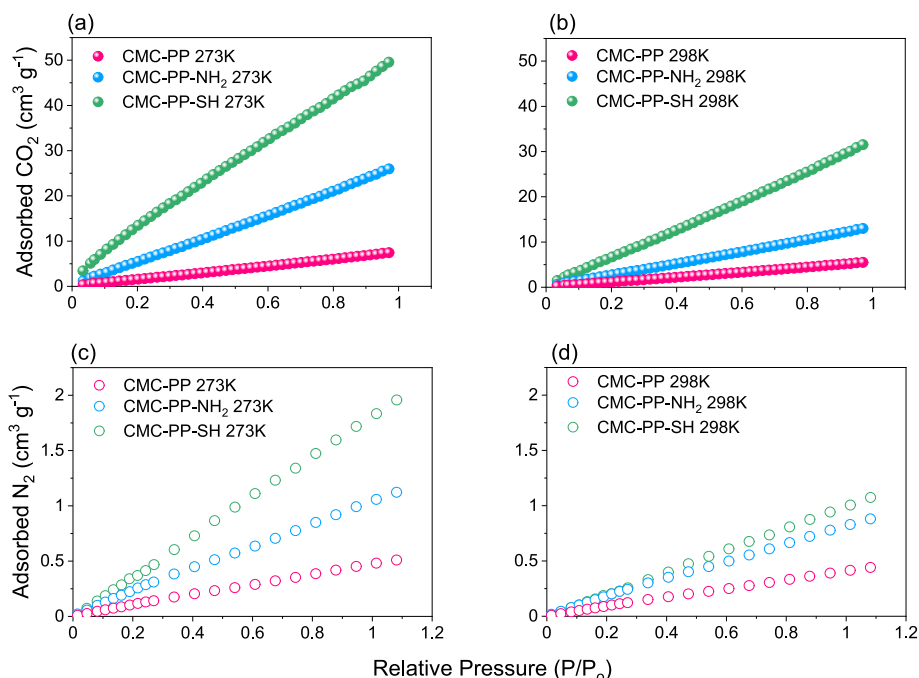 (a)
CMC-PP 273K
CMC-PP-NH₂ 273K
CMC-PP-SH 273K
50
40
30
20
10
0
0
0.2
0.4
0.6
0.8
1
Adsorbed CO₂ (cm³ g⁻¹)
(b)
CMC-PP 298K
CMC-PP-NH₂ 298K
CMC-PP-SH 298K
50
40
30
20
10
0
0
0.2
0.4
0.6
0.8
1
(c)
CMC-PP 273K
CMC-PP-NH₂ 273K
CMC-PP-SH 273K
2
1.5
1
0.5
0
0
0.2
0.4
0.6
0.8
1
1.2
Adsorbed N₂ (cm³ g⁻¹)
(d)
CMC-PP 298K
CMC-PP-NH₂ 298K
CMC-PP-SH 298K
2
1.5
1
0.5
0
0
0.2
0.4
0.6
0.8
1
1.2
Relative Pressure (P/Pₒ)